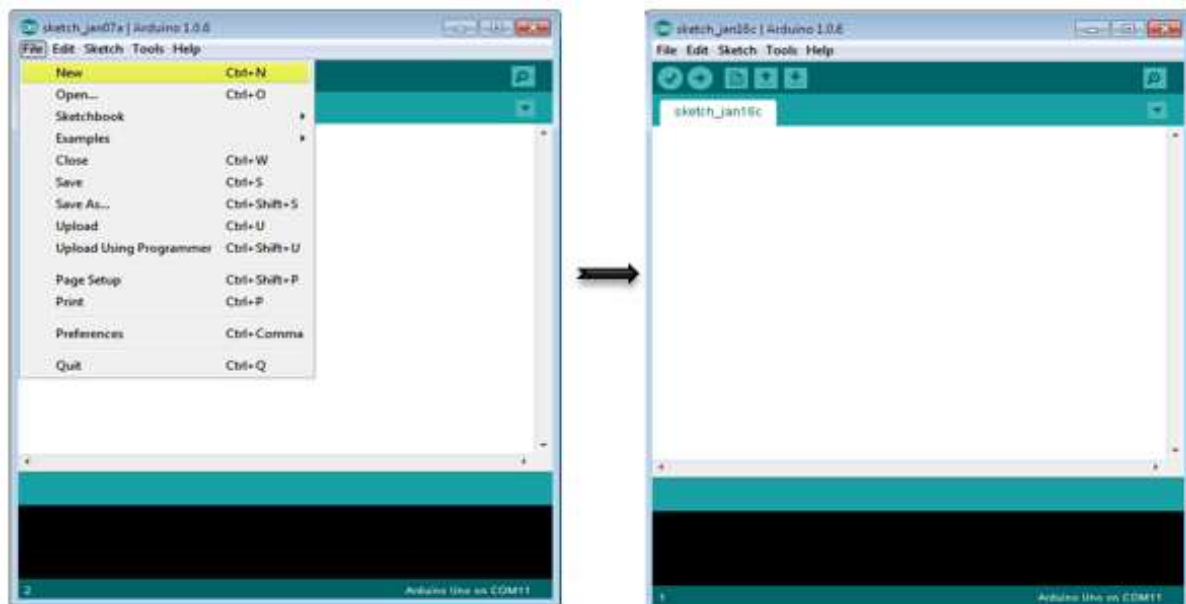 sketch_jan07a | Arduino 1.0.6
File Edit Sketch Tools Help
New Ctrl+N
Open... Ctrl+O
Sketchbook
Examples
Close Ctrl+W
Save Ctrl+S
Save As... Ctrl+Shift+S
Upload Ctrl+U
Upload Using Programmer Ctrl+Shift+U
Page Setup Ctrl+Shift+P
Print Ctrl+P
Preferences Ctrl+Comma
Quit Ctrl+Q
2 Arduino Uno on COM11
sketch_jan16c | Arduino 1.0.6
File Edit Sketch Tools Help
sketch_jan16c
1 Arduino Uno on COM11